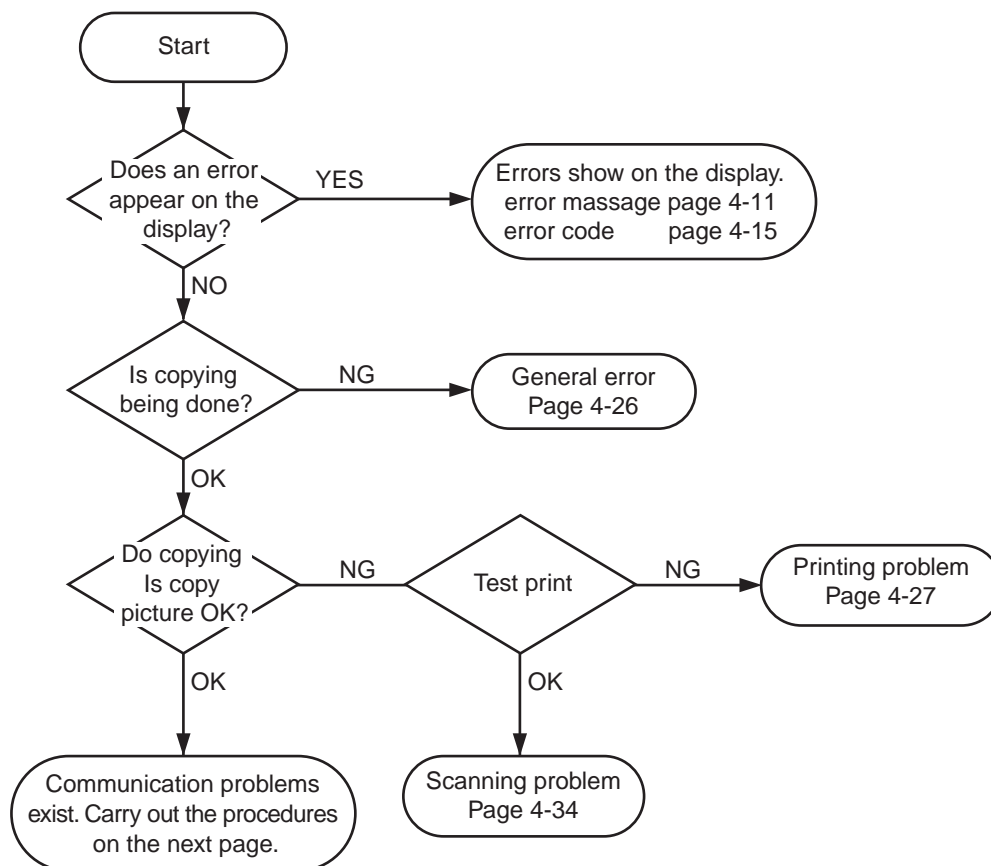 Start
Does an error
appear on the
display?
YES
Errors show on the display.
error massage page 4-11
error code page 4-15
NO
Is copying
being done?
NG
General error
Page 4-26
OK
Do copying
Is copy
picture OK?
NG
Test print
NG
Printing problem
Page 4-27
OK
OK
Communication problems
exist. Carry out the procedures
on the next page.
Scanning problem
Page 4-34